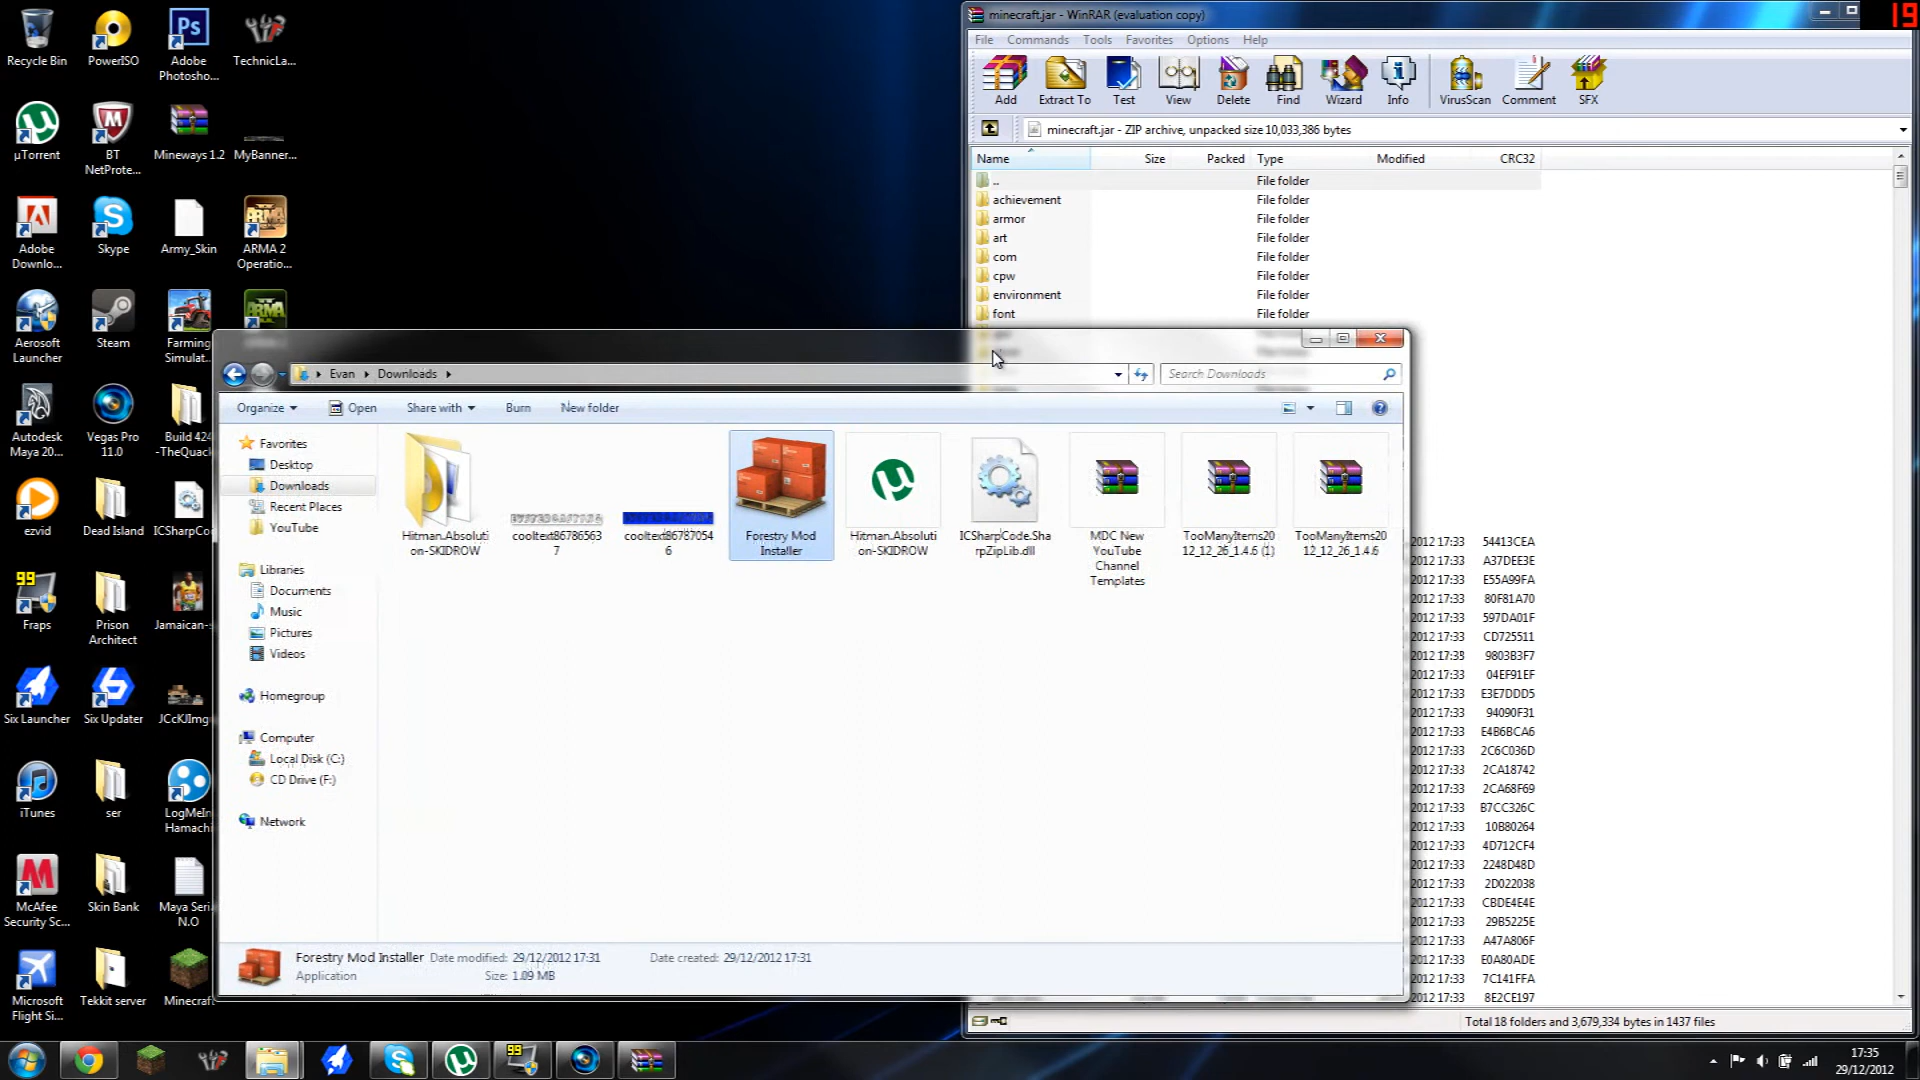 Recycle Bin
PowerISO
Adobe
Photosho...
TechnicLa...
µTorrent
BT
NetProte...
Mineways 1.2
MyBanner...
Adobe
Downlo...
Skype
Army_Skin
ARMA 2
Operatio...
Aerosoft
Launcher
Steam
Farming
Simulat...
Autodesk
Maya 20...
Vegas Pro
11.0
Build 424
-TheQuack
ezvid
Dead Island
ICSharpCo
99
Fraps
Prison
Architect
Jamaican-s
Six Launcher
Six Updater
JCcKJImg
iTunes
ser
LogMeIn
Hamachi
McAfee
Security Sc...
Skin Bank
Maya Seri
N.O
Microsoft
Flight Si...
Tekkit server
Minecraft
minecraft.jar - WinRAR (evaluation copy)
19
File Commands Tools Favorites Options Help
Add Extract To Test View Delete Find Wizard Info VirusScan Comment SFX
minecraft.jar - ZIP archive, unpacked size 10,033,386 bytes
Name Size Packed Type Modified CRC32
.. File folder
achievement File folder
armor File folder
art File folder
com File folder
cpw File folder
environment File folder
font File folder
2012 17:33 54413CEA
2012 17:33 A37DEE3E
2012 17:33 E55A99FA
2012 17:33 80F81A70
2012 17:33 597DA01F
2012 17:33 CD725511
2012 17:33 9803B3F7
2012 17:33 04EF91EF
2012 17:33 E3E7DDD5
2012 17:33 94090F31
2012 17:33 E4B6BCA6
2012 17:33 2C6C036D
2012 17:33 2CA18742
2012 17:33 2CA68F69
2012 17:33 B7CC326C
2012 17:33 10B80264
2012 17:33 4D712CF4
2012 17:33 2248D48D
2012 17:33 2D022038
2012 17:33 CBDE4E4E
2012 17:33 29B5225E
2012 17:33 A47A806F
2012 17:33 E0A80ADE
2012 17:33 7C141FFA
2012 17:33 8E2CE197
Total 18 folders and 3,679,334 bytes in 1437 files
Evan Downloads
Search Downloads
Organize Open Share with Burn New folder
Favorites
Desktop
Downloads
Recent Places
YouTube
Libraries
Documents
Music
Pictures
Videos
Homegroup
Computer
Local Disk (C:)
CD Drive (F:)
Network
Hitman.Absoluti
on-SKIDROW
cooltext86786563
7
cooltext86787054
6
Forestry Mod
Installer
Hitman.Absoluti
on-SKIDROW
ICSharpCode.Sha
rpZipLib.dll
MDC New
YouTube
Channel
Templates
TooManyItems20
12_12_26_1.4.6 (1)
TooManyItems20
12_12_26_1.4.6
Forestry Mod Installer Date modified: 29/12/2012 17:31 Date created: 29/12/2012 17:31
Application Size: 1.09 MB
99
17:35
29/12/2012